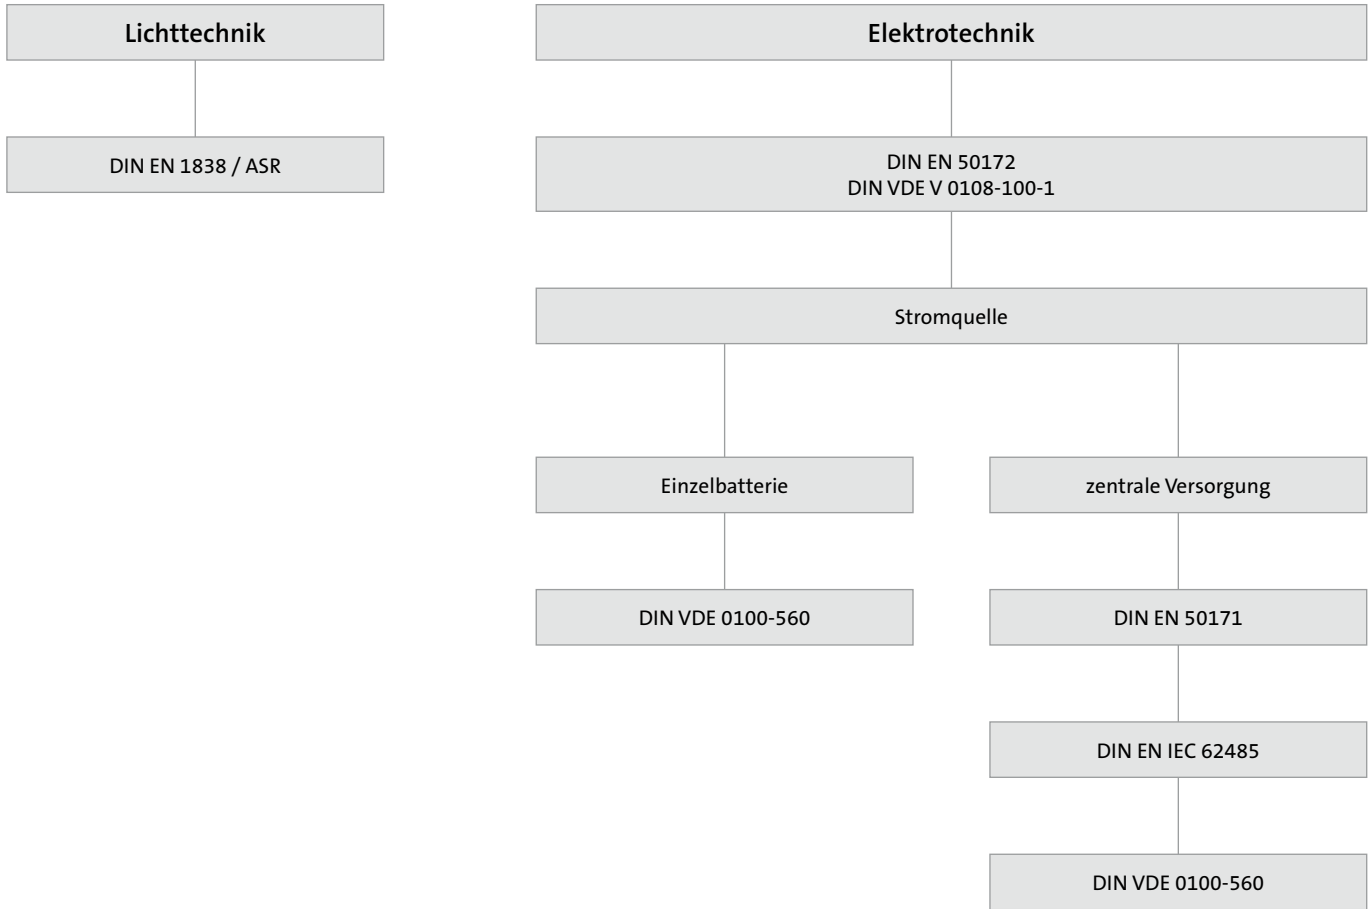 Lichttechnik
DIN EN 1838 / ASR
Elektrotechnik
DIN EN 50172
DIN VDE V 0108-100-1
Stromquelle
Einzelbatterie
DIN VDE 0100-560
zentrale Versorgung
DIN EN 50171
DIN EN IEC 62485
DIN VDE 0100-560